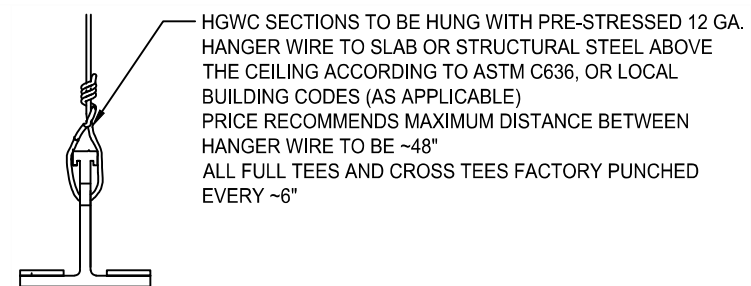 HGWC SECTIONS TO BE HUNG WITH PRE-STRESSED 12 GA.
HANGER WIRE TO SLAB OR STRUCTURAL STEEL ABOVE
THE CEILING ACCORDING TO ASTM C636, OR LOCAL
BUILDING CODES (AS APPLICABLE)
PRICE RECOMMENDS MAXIMUM DISTANCE BETWEEN
HANGER WIRE TO BE ~48"
ALL FULL TEES AND CROSS TEES FACTORY PUNCHED
EVERY ~6"